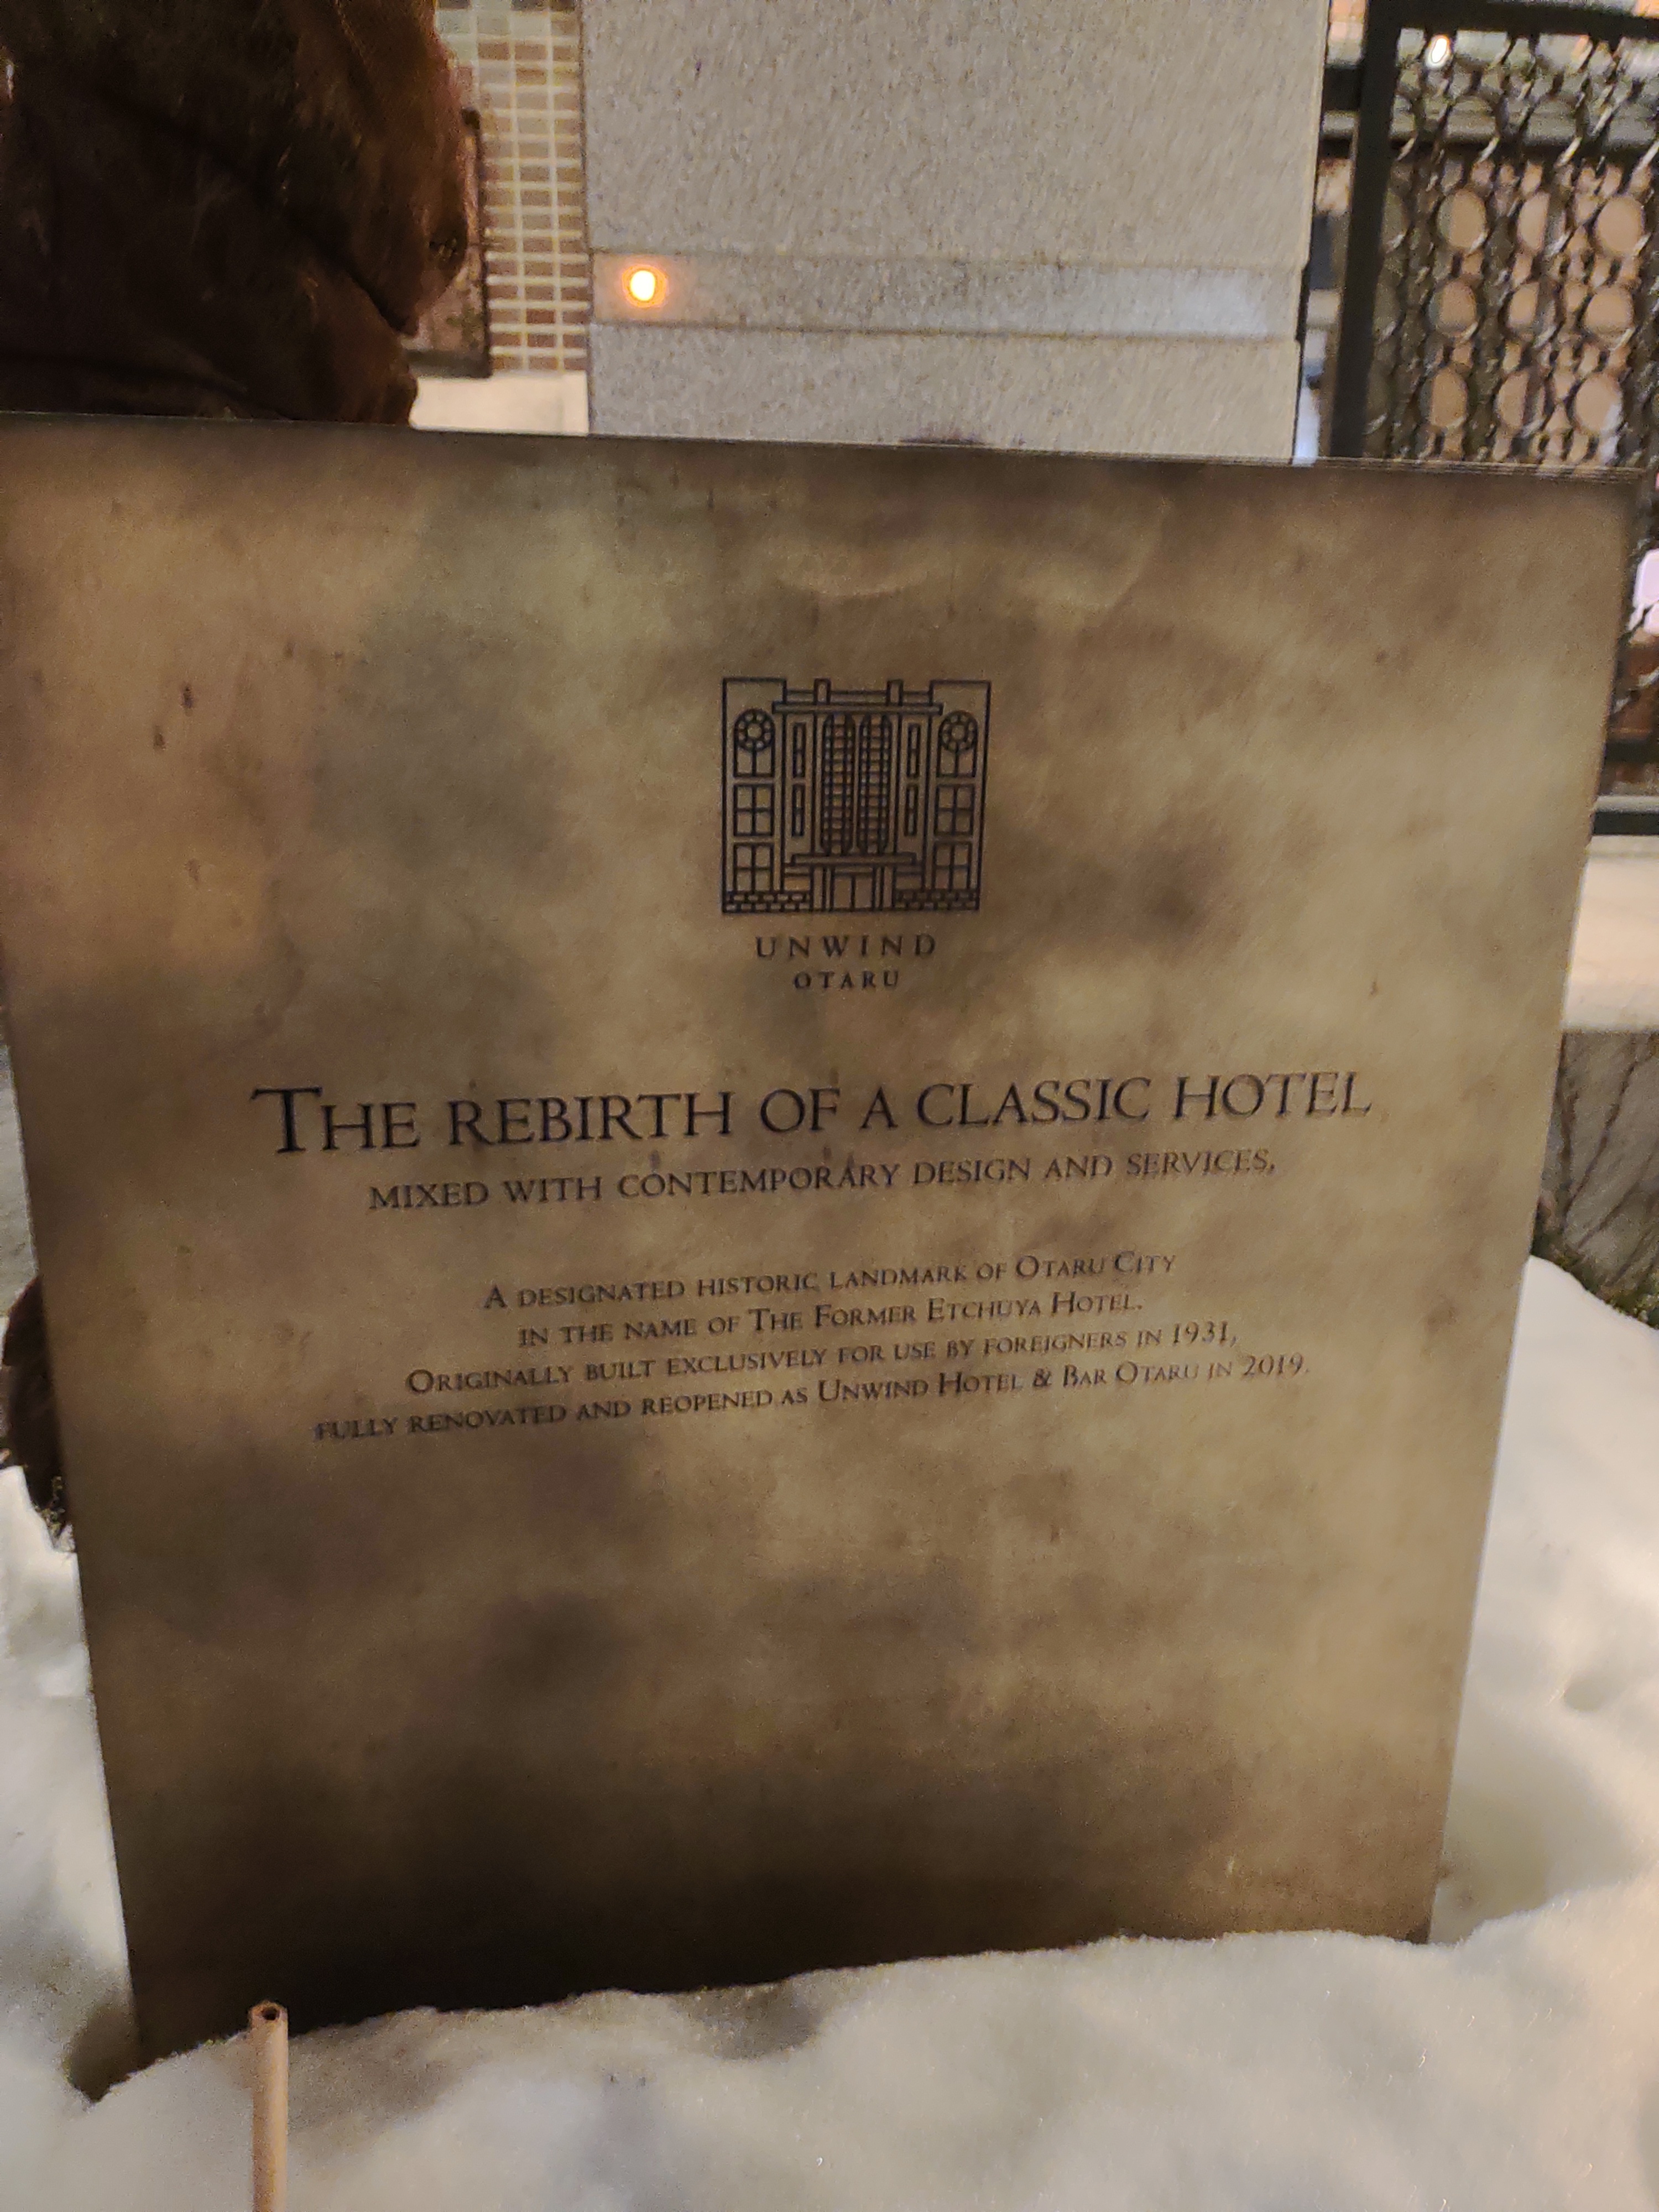 UNWIND
OTARU
THE REBIRTH OF A CLASSIC HOTEL
MIXED WITH CONTEMPORARY DESIGN AND SERVICES,
A DESIGNATED HISTORIC LANDMARK OF OTARU CITY
IN THE NAME OF THE FORMER ETCHUYA HOTEL.
ORIGINALLY BUILT EXCLUSIVELY FOR USE BY FOREIGNERS IN 1931,
FULLY RENOVATED AND REOPENED AS UNWIND HOTEL & BAR OTARU IN 2019.